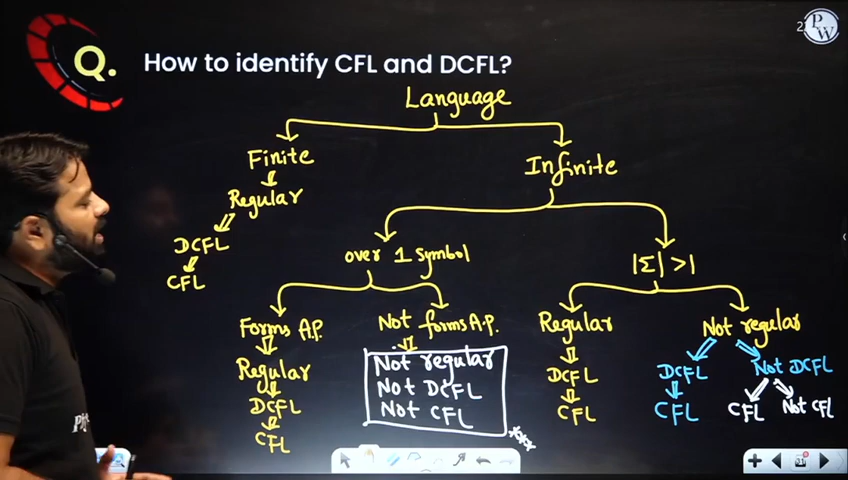 Q.
How to identify CFL and DCFL?
PW
Language
Finite
Infinite
Regular
DCFL
CFL
over 1 symbol
|Σ| >1
Forms A.P.
Not forms A.P.
Regular
Not regular
Regular
DCFL
CFL
Not regular
Not DCFL
Not CFL
DCFL
CFL
DCFL
Not DCFL
CFL
CFL
Not CFL